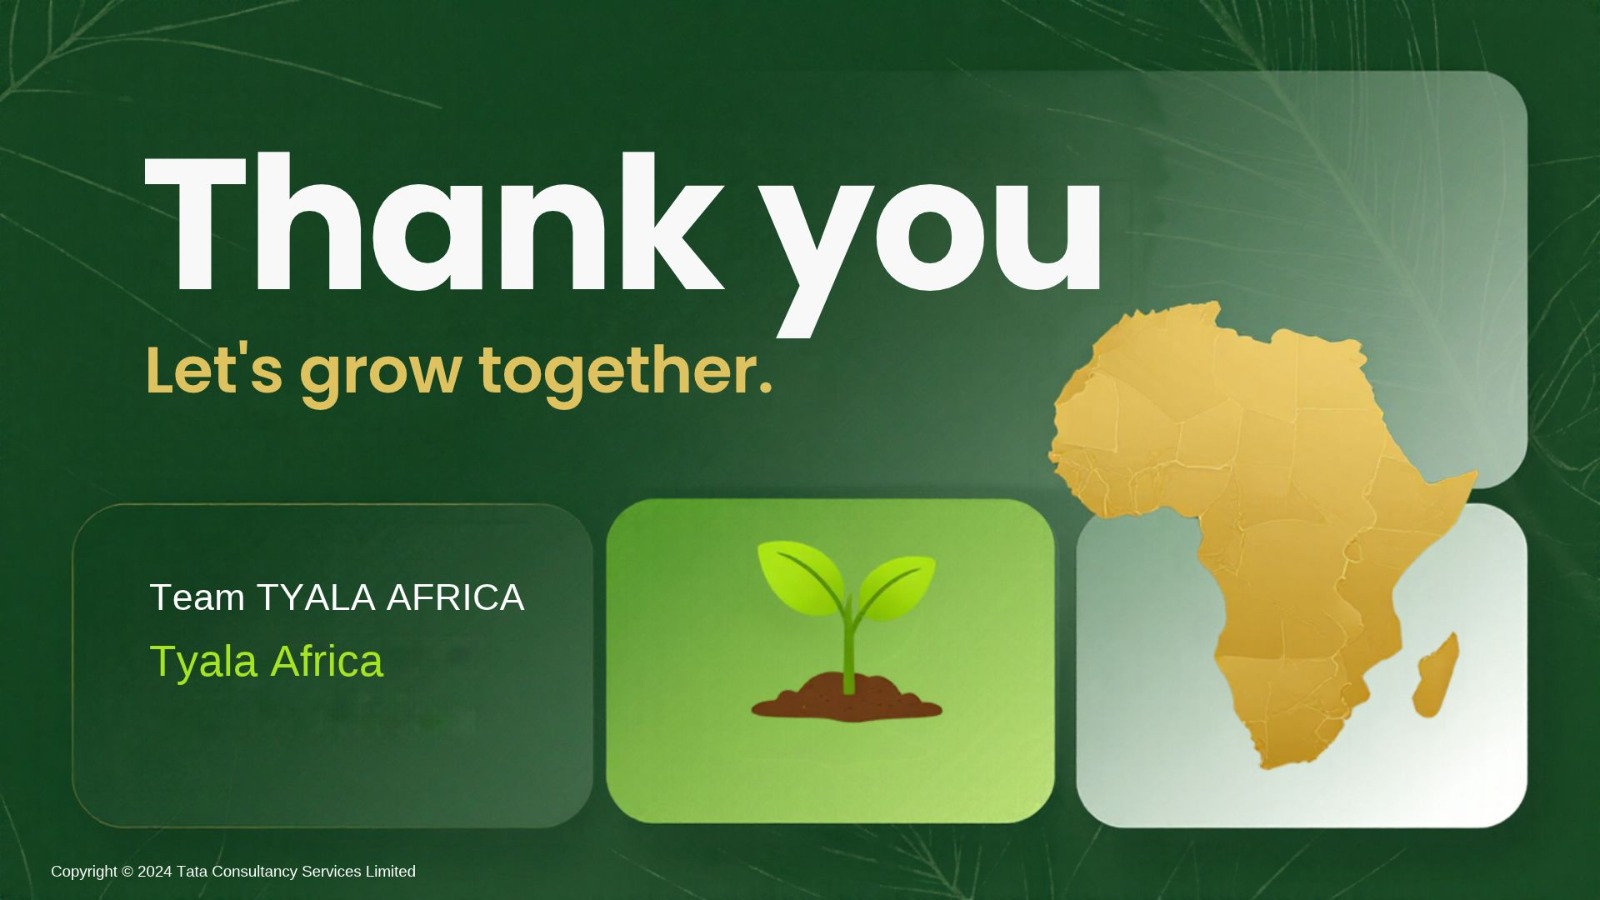 Thank you
Let's grow together.
Team TYALA AFRICA
Tyala Africa
Copyright © 2024 Tata Consultancy Services Limited